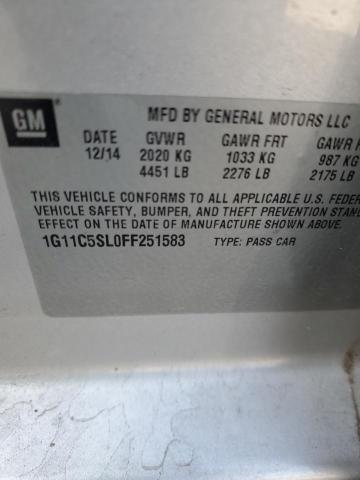 GM
MFD BY GENERAL MOTORS LLC
DATE GVWR GAWR FRT GAWR
12/14 2020 KG 1033 KG 987 KG
4451 LB 2276 LB 2175 LB
THIS VEHICLE CONFORMS TO ALL APPLICABLE U.S.
VEHICLE SAFETY, BUMPER, AND THEFT PREVENTION
EFFECT ON THE DATE OF MANUFACTURE SHOWN ABOVE.
1G11C5SL0FF251583 TYPE: PASS CAR